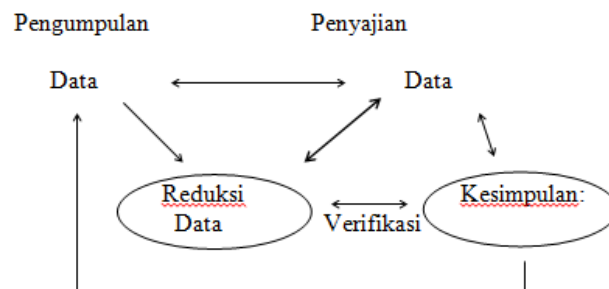 Pengumpulan
Penyajian
Data
Data
Reduksi
Data
Verifikasi
Kesimpulan: